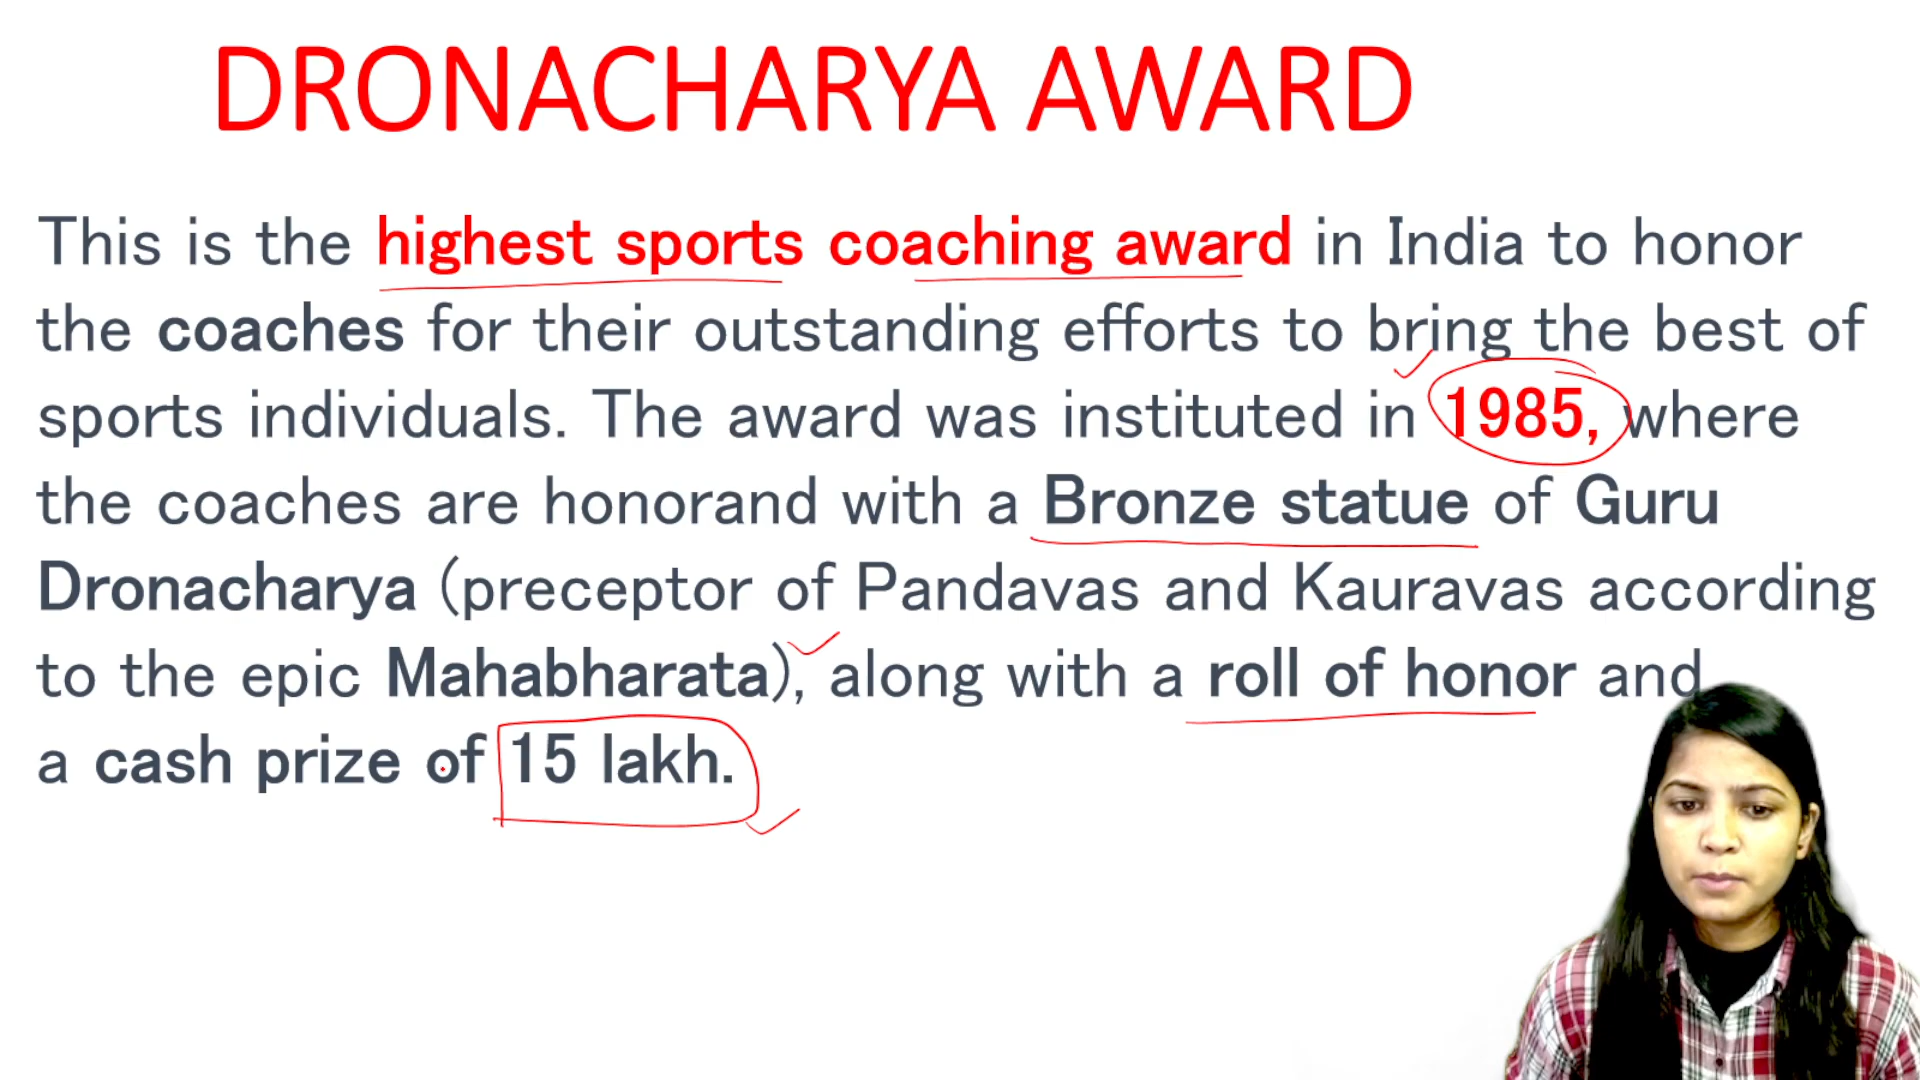 DRONACHARYA AWARD
This is the highest sports coaching award in India to honor
the coaches for their outstanding efforts to bring the best of
sports individuals. The award was instituted in 1985, where
the coaches are honorand with a Bronze statue of Guru
Dronacharya (preceptor of Pandavas and Kauravas according
to the epic Mahabharata), along with a roll of honor and
a cash prize of 15 lakh.